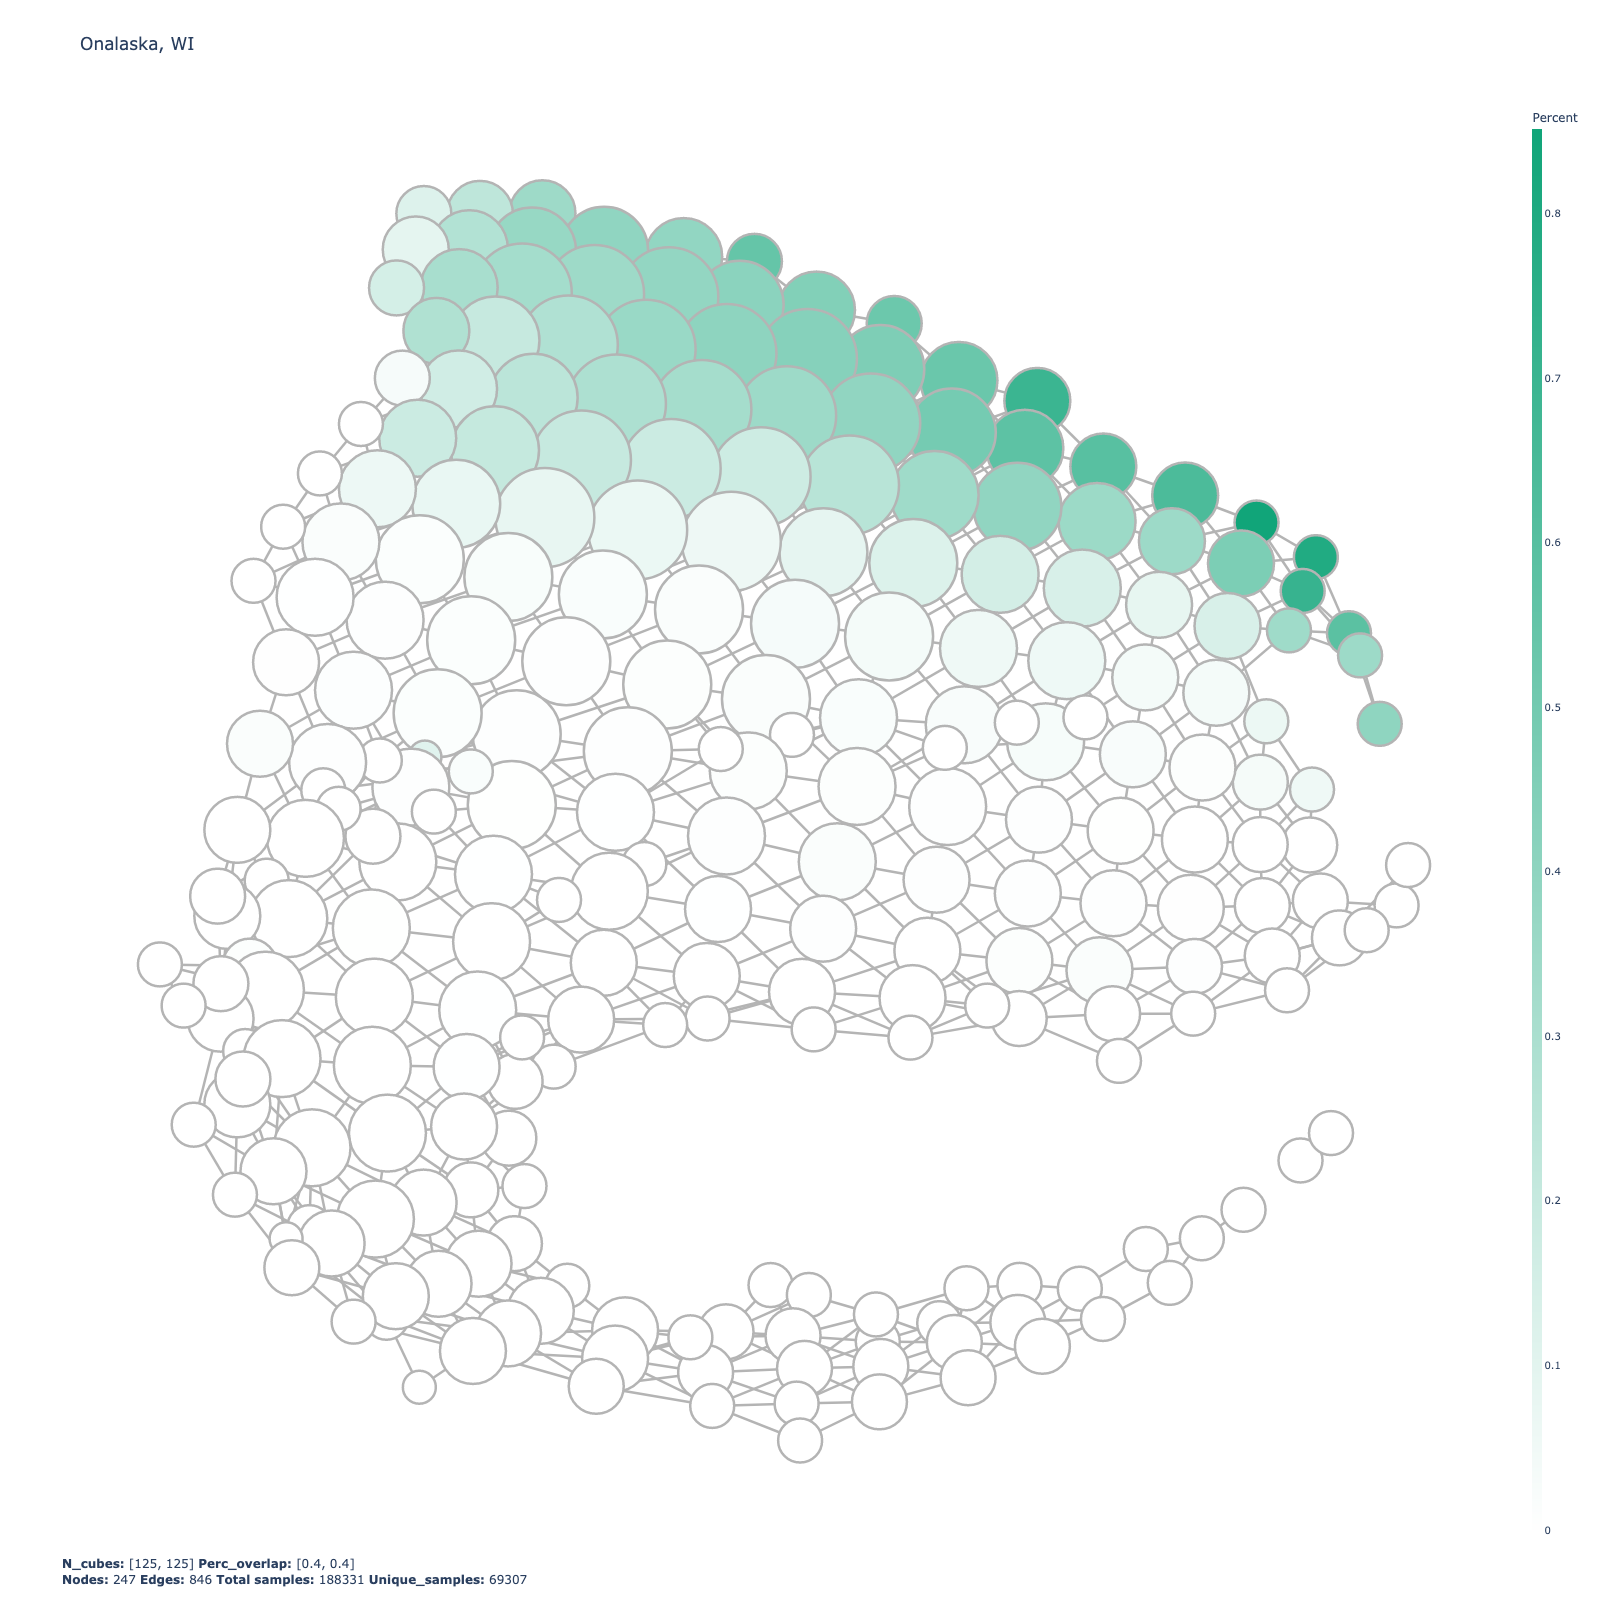 Onalaska, WI
Percent
0.8
0.7
0.6
0.5
0.4
0.3
0.2
0.1
0
N_cubes: [125, 125] Perc_overlap: [0.4, 0.4]
Nodes: 247 Edges: 846 Total samples: 188331 Unique_samples: 69307